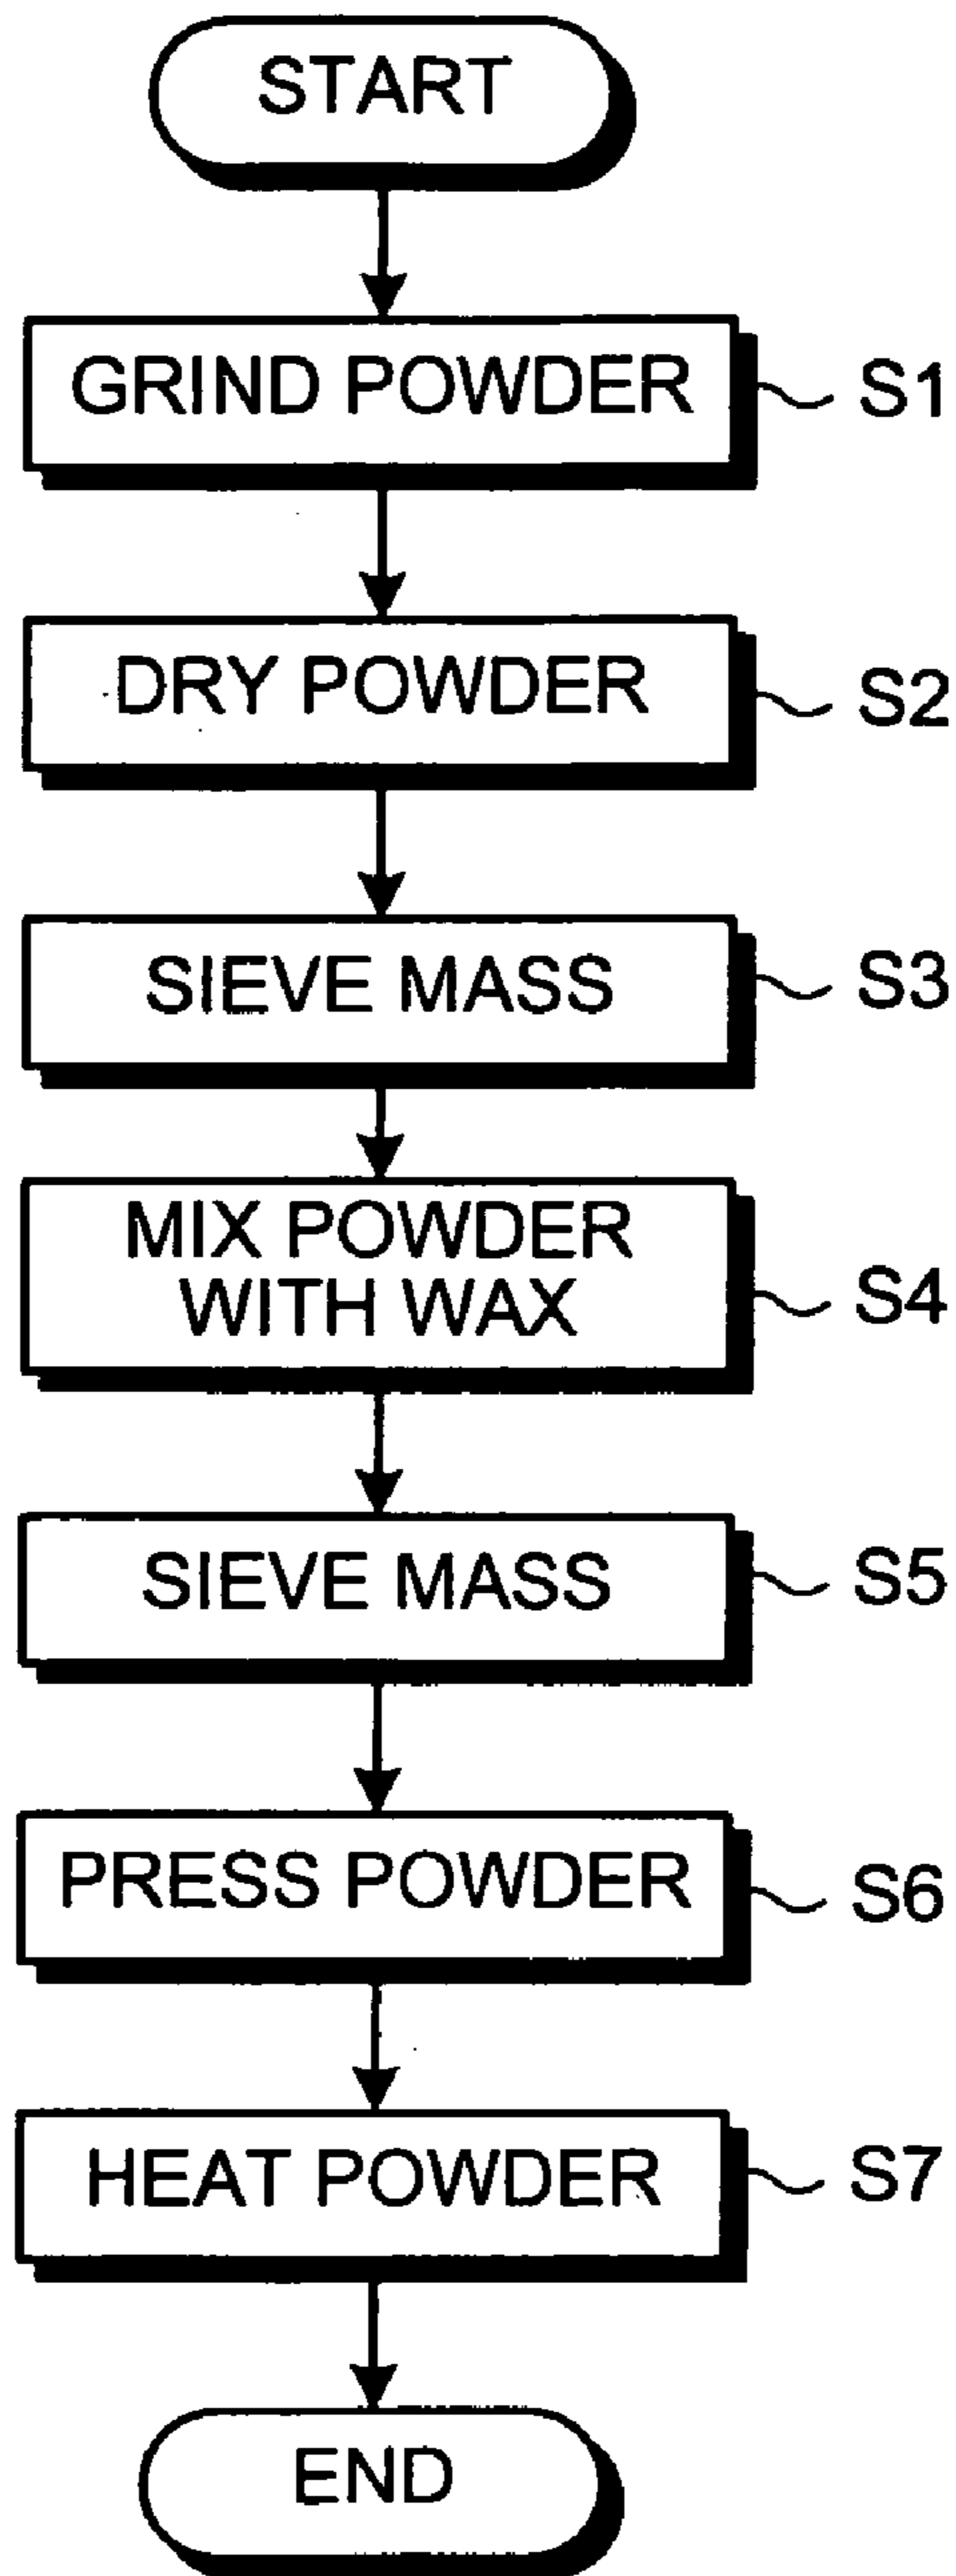 START
GRIND POWDER
S1
DRY POWDER
S2
SIEVE MASS
S3
MIX POWDER
WITH WAX
S4
SIEVE MASS
S5
PRESS POWDER
S6
HEAT POWDER
S7
END